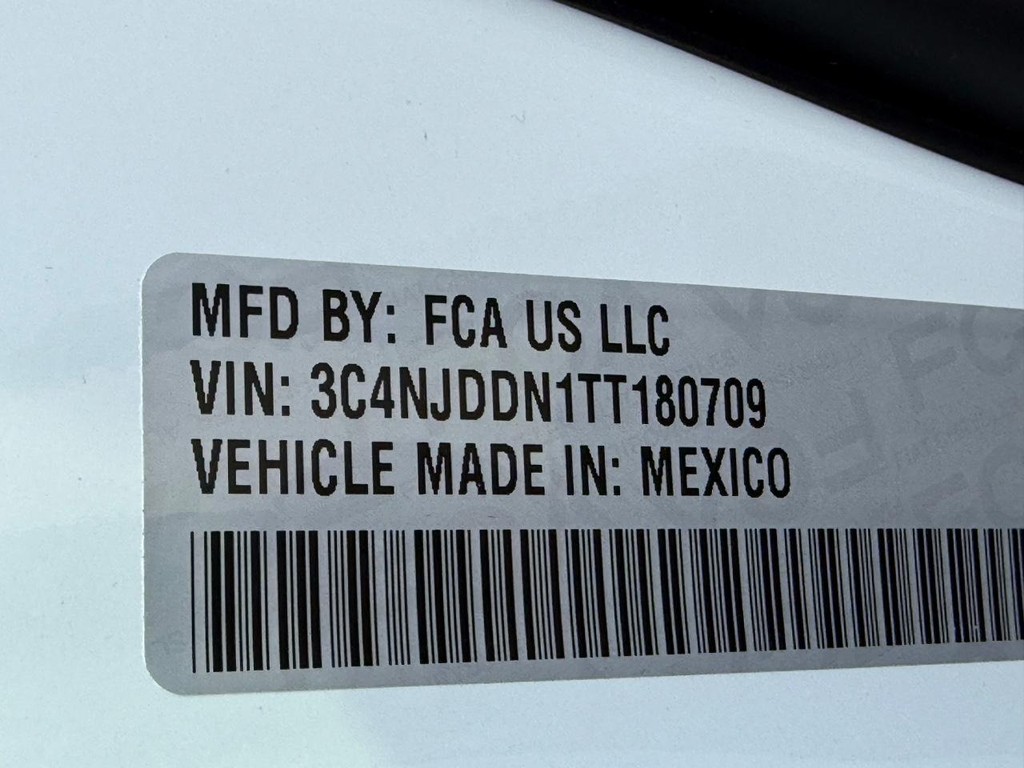 MFD BY: FCA US LLC
VIN: 3C4NJDDN1TT180709
VEHICLE MADE IN: MEXICO